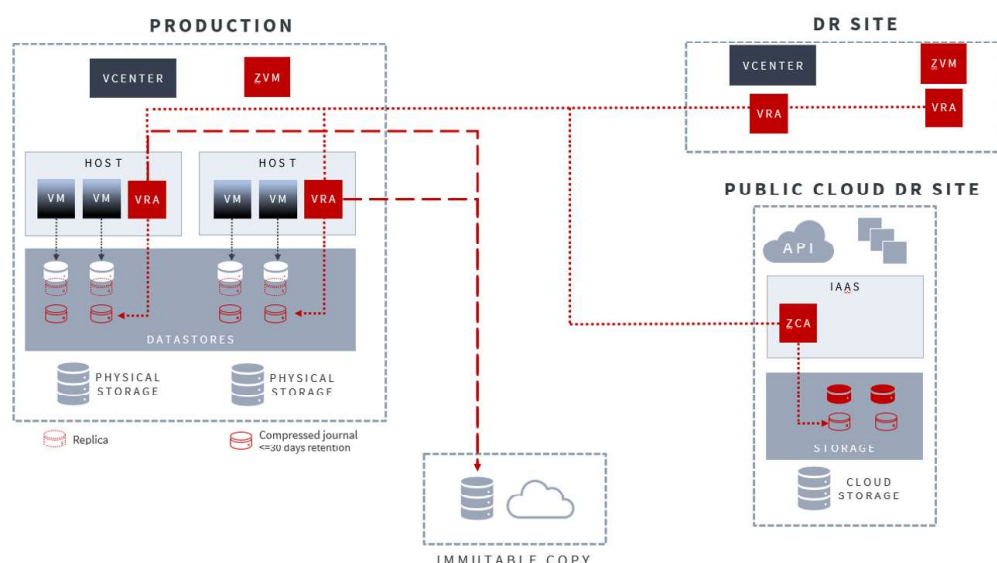 PRODUCTION
VCENTER
ZVM
HOST
VM
VM
VRA
HOST
VM
VM
VRA
DATASTORES
PHYSICAL
STORAGE
PHYSICAL
STORAGE
Replica
Compressed journal
<=30 days retention
DR SITE
VCENTER
ZVM
VRA
VRA
PUBLIC CLOUD DR SITE
API
IAAS
ZCA
STORAGE
CLOUD
STORAGE
IMMUTABLE COPY